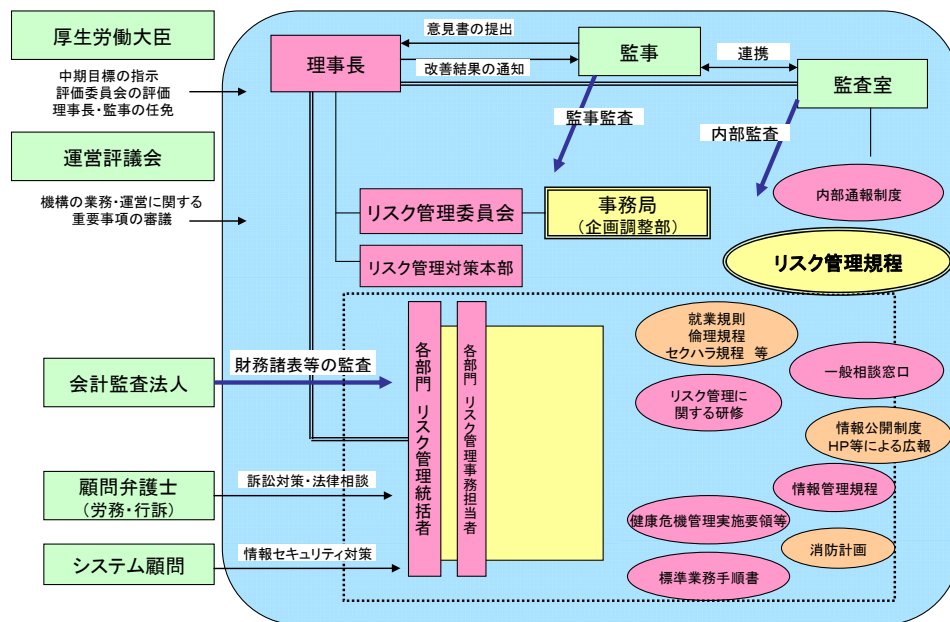 厚生労働大臣
中期目標の指示
評価委員会の評価
理事長・監事の任免
運営評議会
機構の業務・運営に関する
重要事項の審議
会計監査法人
財務諸表等の監査
顧問弁護士
（労務・行訴）
訴訟対策・法律相談
システム顧問
情報セキュリティ対策
理事長
意見書の提出
改善結果の通知
監事
連携
監査室
監事監査
内部監査
内部通報制度
リスク管理委員会
事務局
（企画調整部）
リスク管理規程
リスク管理対策本部
各部門 リスク管理統括者
各部門 リスク管理事務担当者
就業規則
倫理規程
セクハラ規程 等
一般相談窓口
リスク管理に
関する研修
情報公開制度
HP等による広報
情報管理規程
健康危機管理実施要領等
消防計画
標準業務手順書